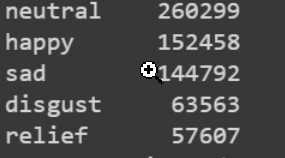 neutral 260299
happy 152458
sad 144792
disgust 63563
relief 57607